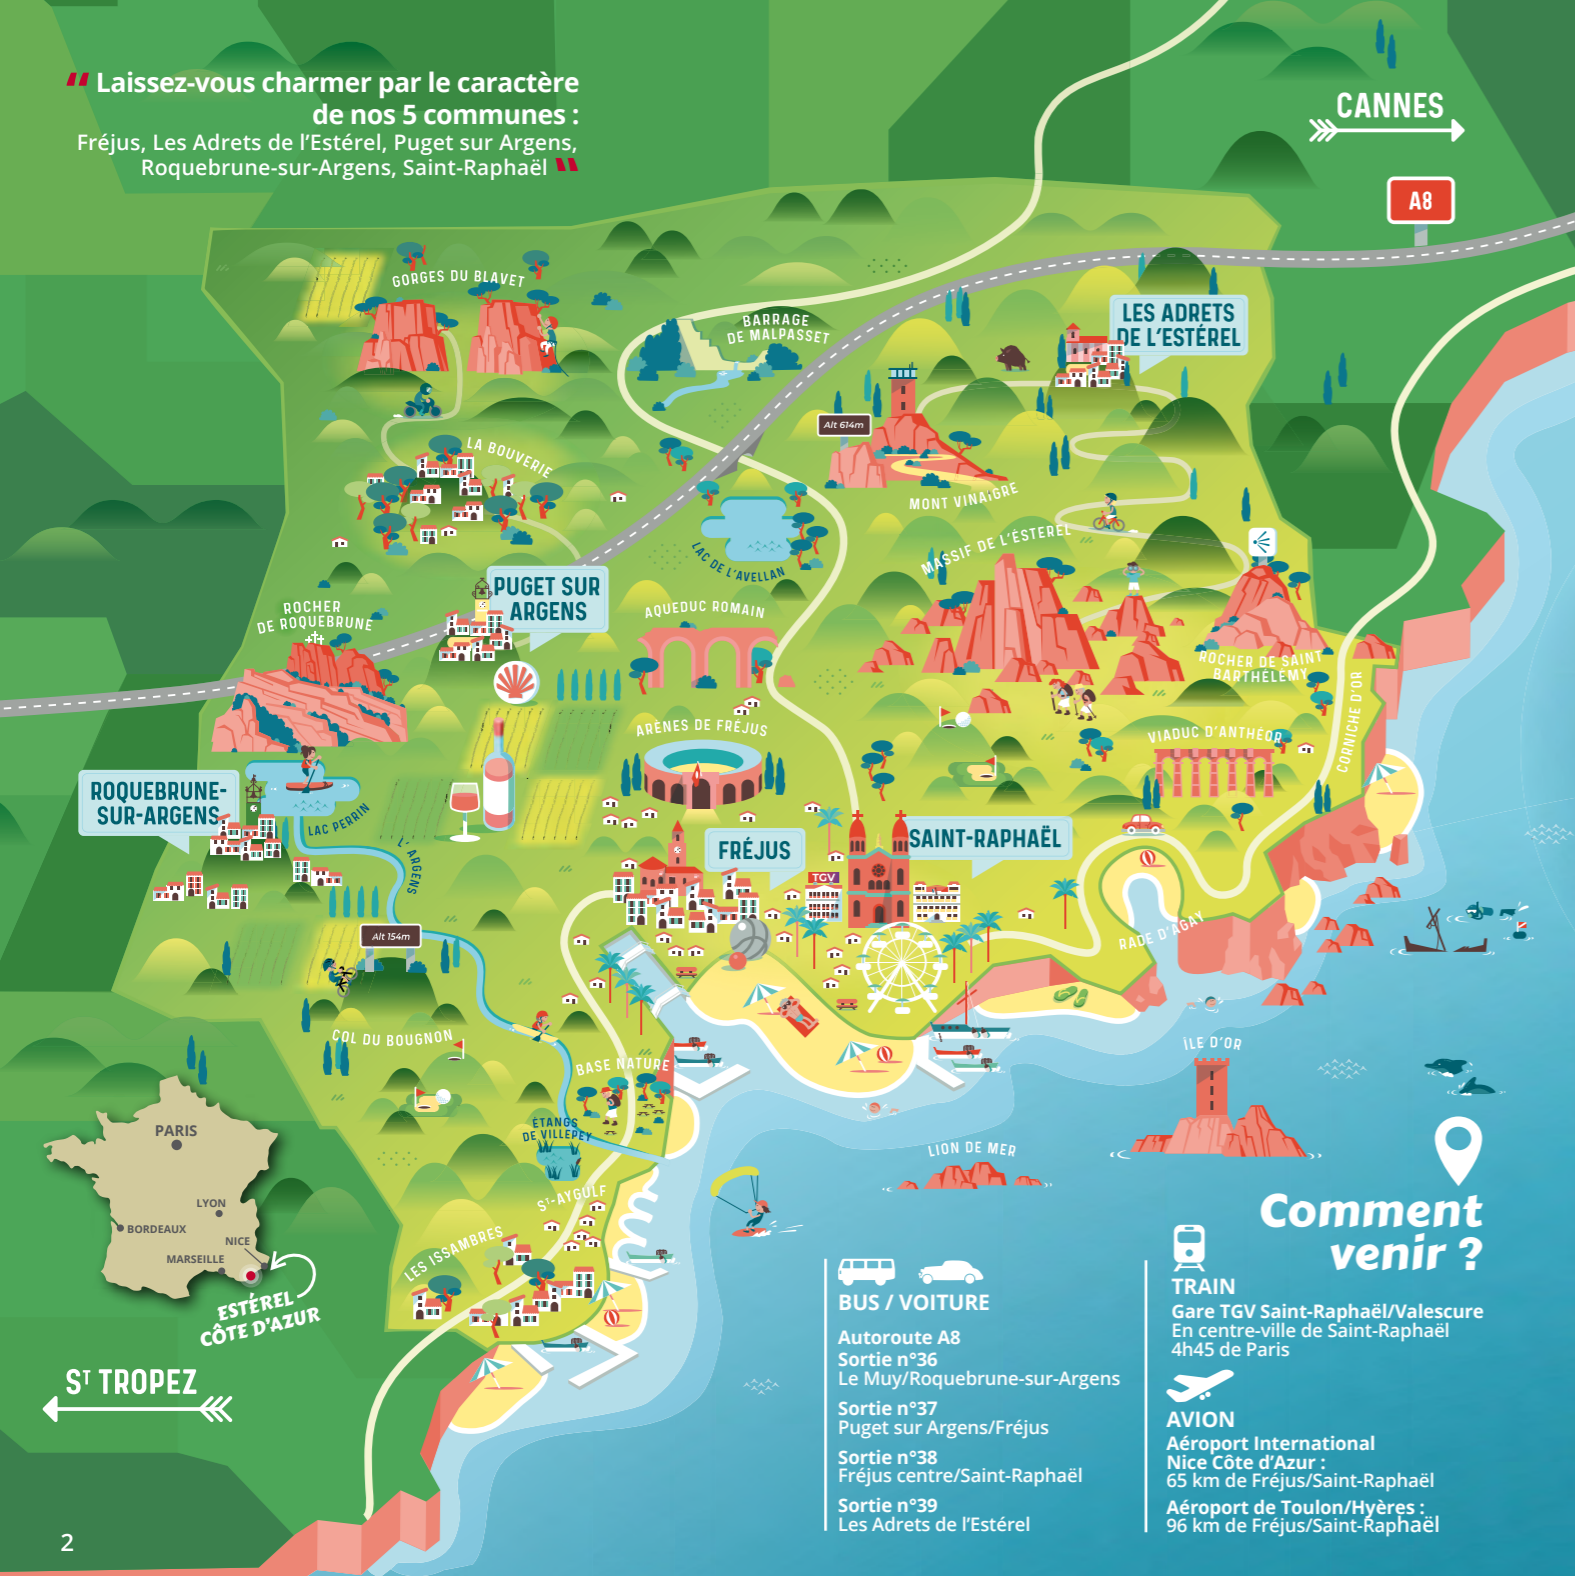 “ Laissez-vous charmer par le caractère
de nos 5 communes :
Fréjus, Les Adrets de l’Estérel, Puget sur Argens,
Roquebrune-sur-Argens, Saint-Raphaël ”
CANNES
A8
GORGES DU BLAVET
BARRAGE
DE MALPASSET
LES ADRETS
DE L’ESTÉREL
Alt 614m
LA BOUVERIE
MONT VINAIGRE
LAC DE L’AVELLAN
MASSIF DE L’ÉSTEREL
PUGET SUR
ARGENS
ROCHER
DE ROQUEBRUNE
AQUEDUC ROMAIN
ROCHER DE SAINT
BARTHÉLÉMY
CORNICHE D’OR
ARÈNES DE FRÉJUS
VIADUC D’ANTHÉOR
ROQUEBRUNE-
SUR-ARGENS
LAC PERRIN
L’ARGENS
FRÉJUS
SAINT-RAPHAËL
TGV
Alt 154m
RADE D’AGAY
COL DU BOUGNON
BASE NATURE
ÎLE D’OR
ÉTANGS
DE VILLEPEY
LION DE MER
ST-AYGULF
LES ISSAMBRES
PARIS
LYON
BORDEAUX
NICE
MARSEILLE
ESTÉREL
CÔTE D’AZUR
ST TROPEZ
Comment
venir ?
BUS / VOITURE
Autoroute A8
Sortie n°36
Le Muy/Roquebrune-sur-Argens
Sortie n°37
Puget sur Argens/Fréjus
Sortie n°38
Fréjus centre/Saint-Raphaël
Sortie n°39
Les Adrets de l’Estérel
TRAIN
Gare TGV Saint-Raphaël/Valescure
En centre-ville de Saint-Raphaël
4h45 de Paris
AVION
Aéroport International
Nice Côte d’Azur :
65 km de Fréjus/Saint-Raphaël
Aéroport de Toulon/Hyères :
96 km de Fréjus/Saint-Raphaël
2